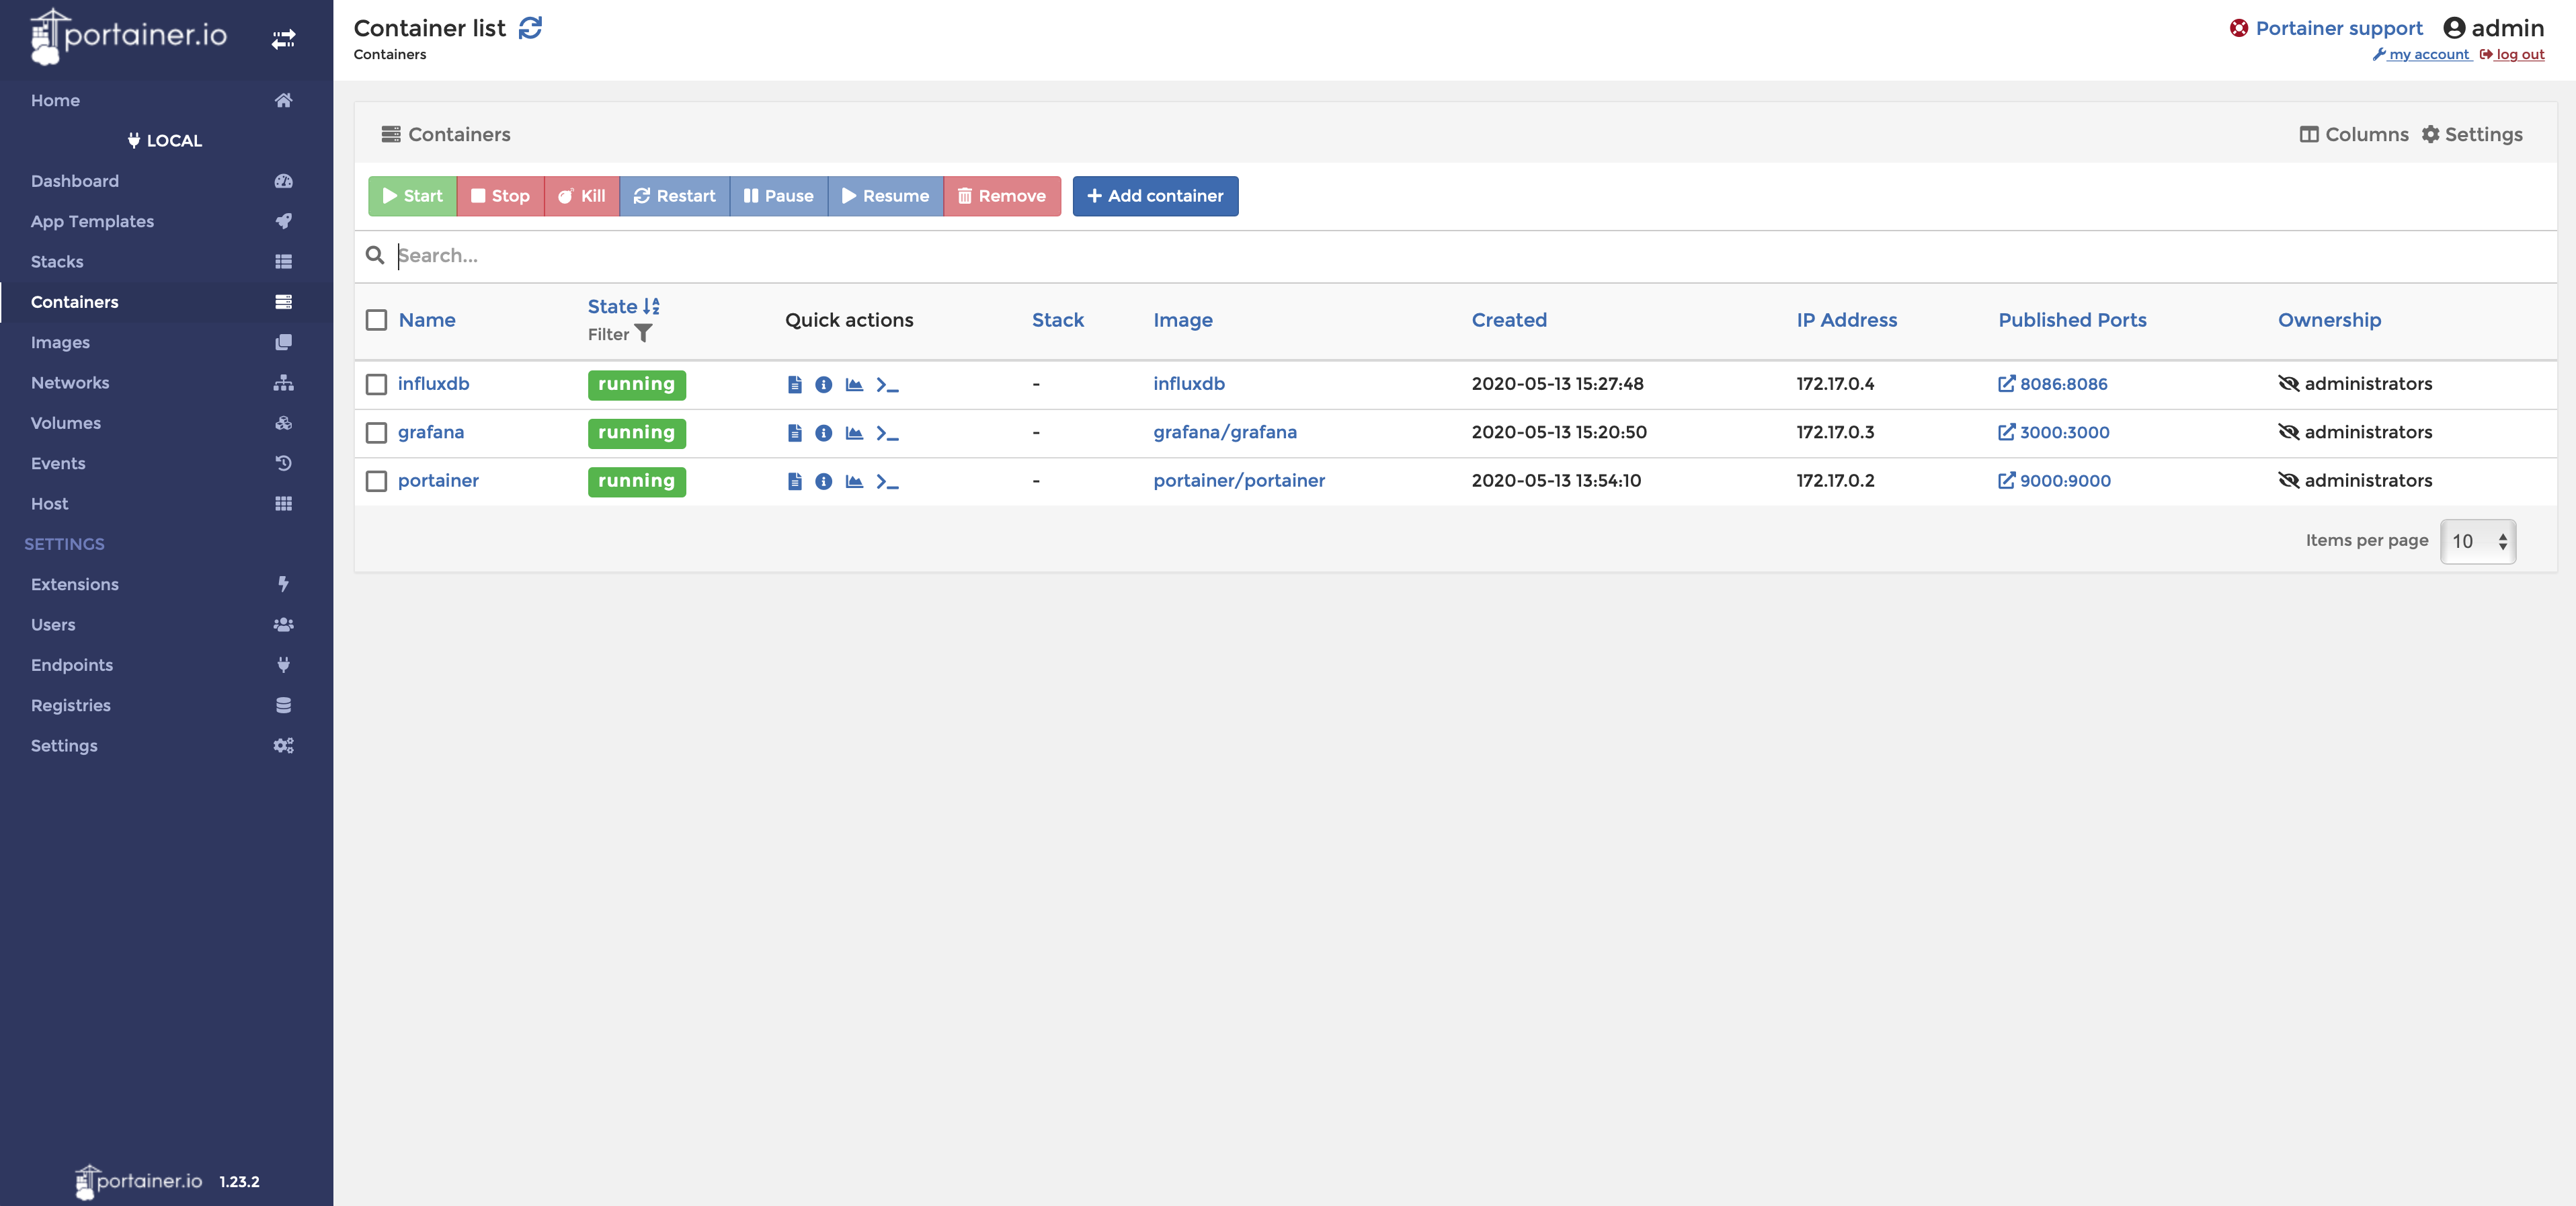 portainer.io
Home
LOCAL
Dashboard
App Templates
Stacks
Containers
Images
Networks
Volumes
Events
Host
SETTINGS
Extensions
Users
Endpoints
Registries
Settings
portainer.io 1.23.2
Container list
Containers
Portainer support admin
my account log out
Containers
Columns Settings
Start Stop Kill Restart Pause Resume Remove Add container
Search...
Name State Filter Quick actions Stack Image Created IP Address Published Ports Ownership
influxdb running - influxdb 2020-05-13 15:27:48 172.17.0.4 8086:8086 administrators
grafana running - grafana/grafana 2020-05-13 15:20:50 172.17.0.3 3000:3000 administrators
portainer running - portainer/portainer 2020-05-13 13:54:10 172.17.0.2 9000:9000 administrators
Items per page 10